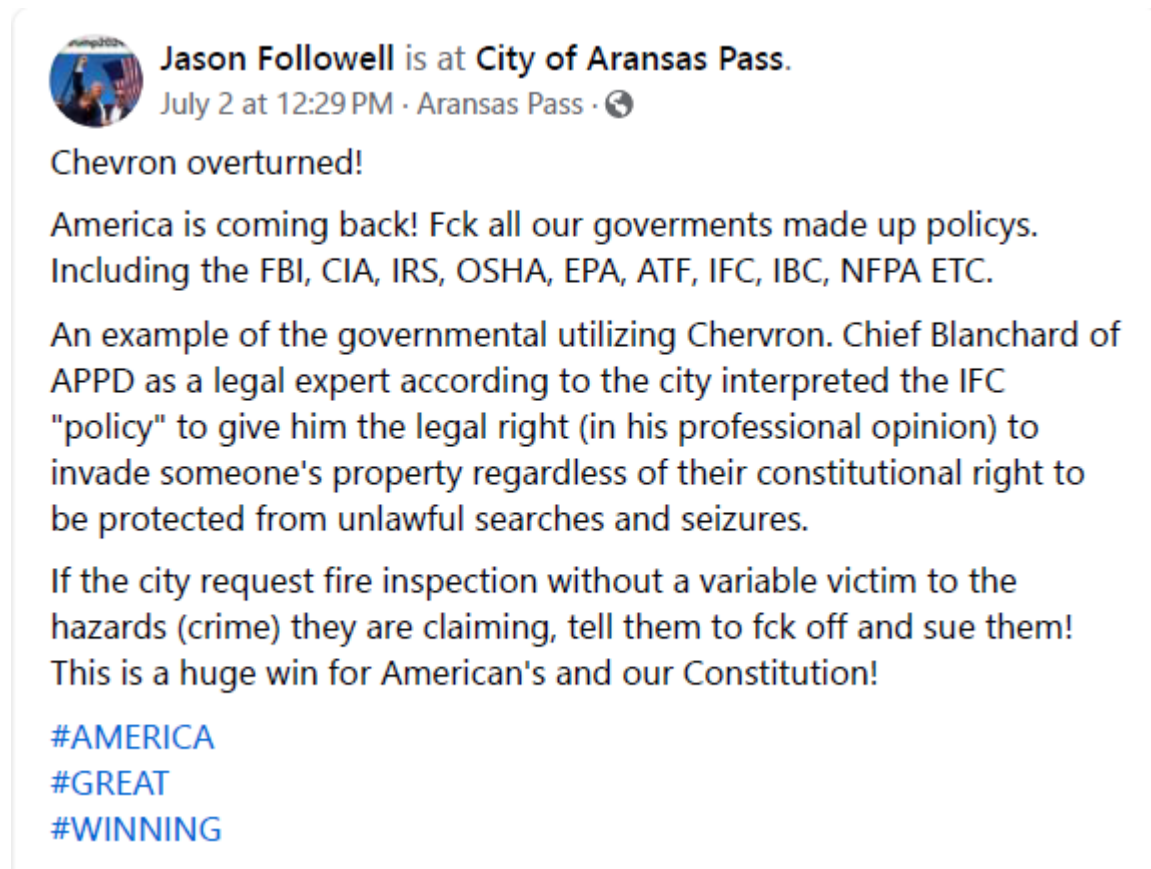 Trump2024
Jason Followell is at City of Aransas Pass.
July 2 at 12:29 PM · Aransas Pass ·
Chevron overturned!
America is coming back! Fck all our goverments made up policys.
Including the FBI, CIA, IRS, OSHA, EPA, ATF, IFC, IBC, NFPA ETC.
An example of the governmental utilizing Chervron. Chief Blanchard of
APPD as a legal expert according to the city interpreted the IFC
"policy" to give him the legal right (in his professional opinion) to
invade someone's property regardless of their constitutional right to
be protected from unlawful searches and seizures.
If the city request fire inspection without a variable victim to the
hazards (crime) they are claiming, tell them to fck off and sue them!
This is a huge win for American's and our Constitution!
#AMERICA
#GREAT
#WINNING